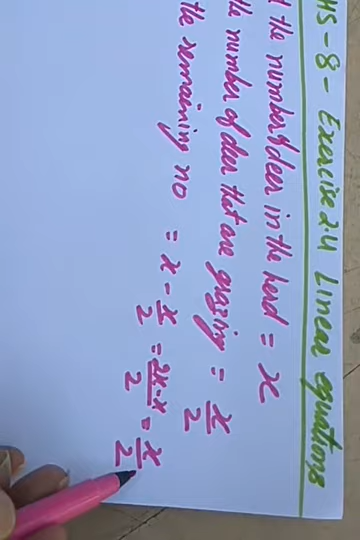 HS-8- Exercise 2.4 Linear equations
the number of deer in the herd = x
the number of deer that are grazing = x/2
the remaining no = x - x/2 = 2x-x/2 = x/2